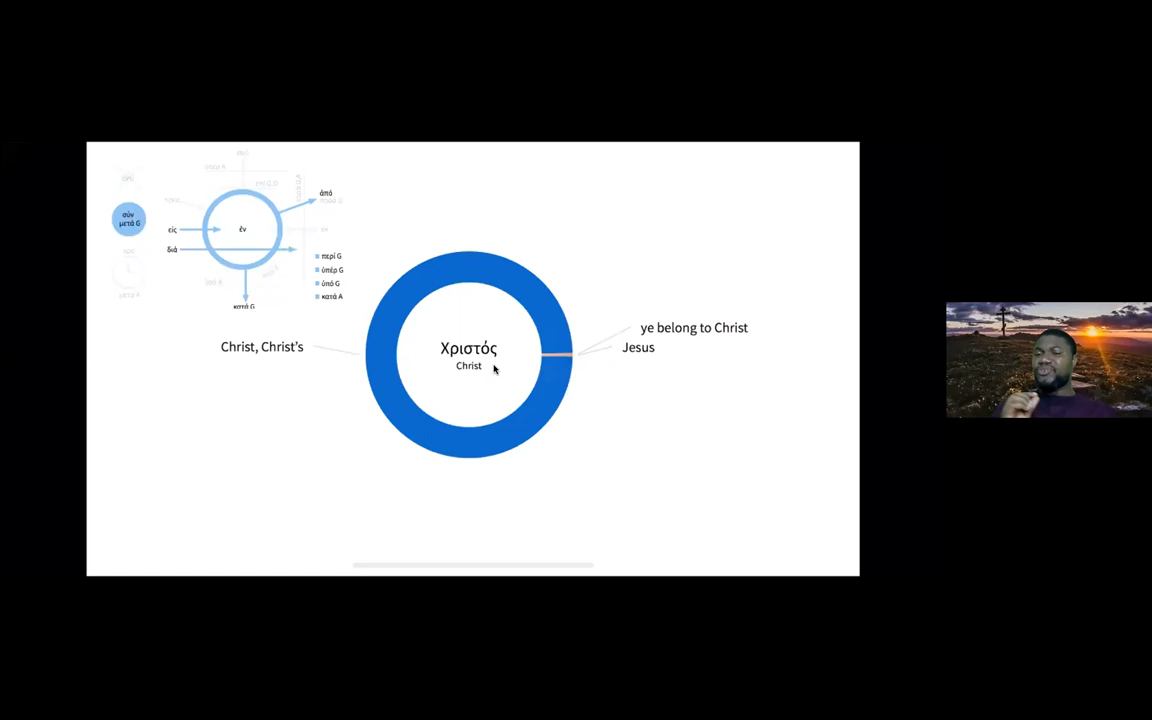 σύν
μετά G
ἀπό
εἰς
ἐν
διά
περί G
ὑπέρ G
ὑπό G
κατά A
κατά G
Christ, Christ's
Χριστός
Christ
ye belong to Christ
Jesus